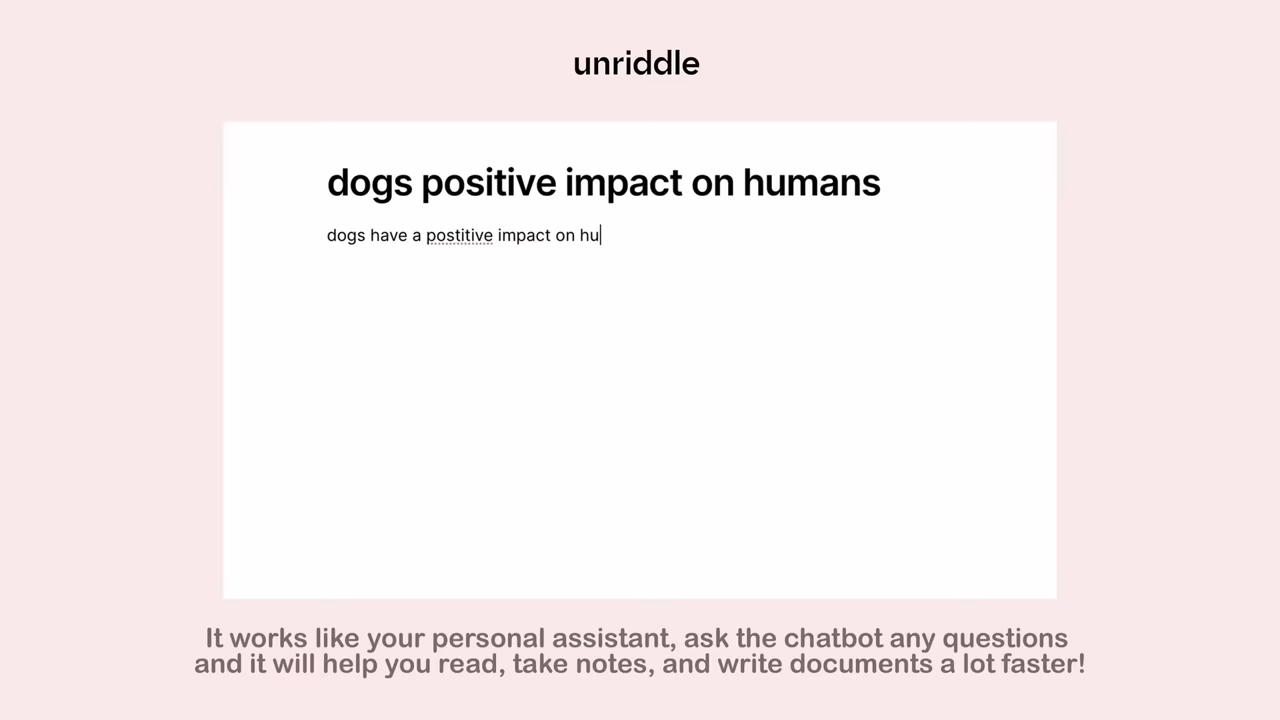 unriddle
dogs positive impact on humans
dogs have a postitive impact on hu
It works like your personal assistant, ask the chatbot any questions
and it will help you read, take notes, and write documents a lot faster!